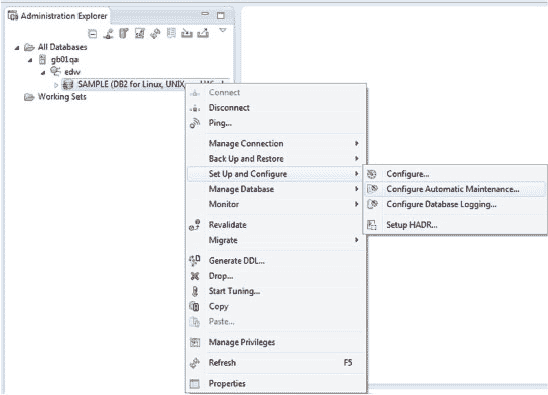 Administration Explorer
All Databases
gb01qa
edw
SAMPLE (DB2 for Linux, UNIX,
Working Sets
Connect
Disconnect
Ping...
Manage Connection
Back Up and Restore
Set Up and Configure
Manage Database
Monitor
Revalidate
Migrate
Generate DDL...
Drop...
Start Tuning...
Copy
Paste...
Manage Privileges
Refresh F5
Properties
Configure...
Configure Automatic Maintenance...
Configure Database Logging...
Setup HADR...